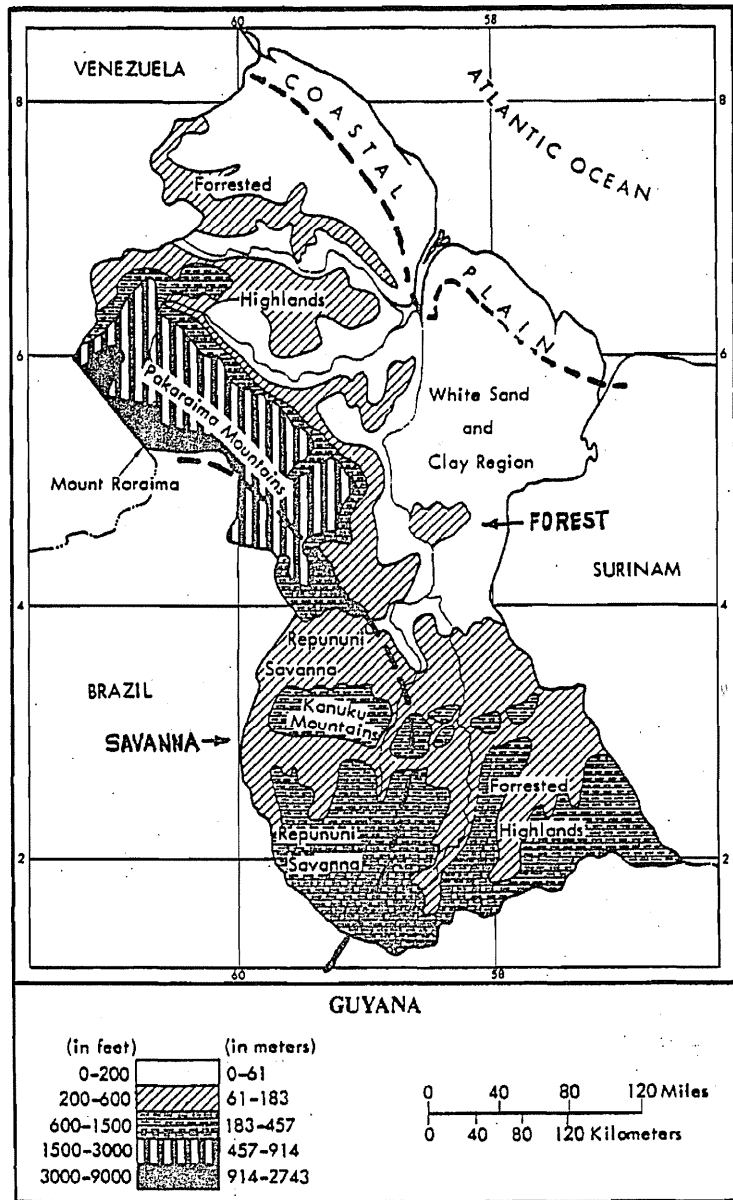 60
58
VENEZUELA
8
COASTAL
ATLANTIC OCEAN
8
Forrested
PLAIN
Highlands
6
6
Pakaraima Mountains
White Sand
and
Clay Region
Mount Roraima
FOREST
SURINAM
4
4
Repununi
Savanna
BRAZIL
Kanuku
Mountains
SAVANNA
Forrested
Highlands
Repununi
Savanna
2
2
60
58
GUYANA
(in feet) (in meters)
0-200 0-61
200-600 61-183
600-1500 183-457
1500-3000 457-914
3000-9000 914-2743
0 40 80 120 Miles
0 40 80 120 Kilometers